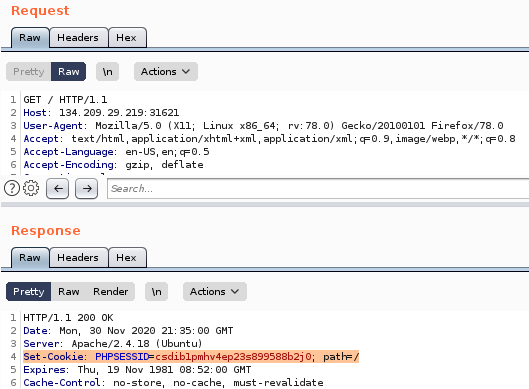 Request
Raw Headers Hex
Pretty Raw \n Actions
1 GET / HTTP/1.1
2 Host: 134.209.29.219:31621
3 User-Agent: Mozilla/5.0 (X11; Linux x86_64; rv:78.0) Gecko/20100101 Firefox/78.0
4 Accept: text/html,application/xhtml+xml,application/xml;q=0.9,image/webp,*/*;q=0.8
5 Accept-Language: en-US,en;q=0.5
6 Accept-Encoding: gzip, deflate
Search...
Response
Raw Headers Hex
Pretty Raw Render \n Actions
1 HTTP/1.1 200 OK
2 Date: Mon, 30 Nov 2020 21:35:00 GMT
3 Server: Apache/2.4.18 (Ubuntu)
4 Set-Cookie: PHPSESSID=csdib1pmhv4ep23s899588b2j0; path=/
5 Expires: Thu, 19 Nov 1981 08:52:00 GMT
6 Cache-Control: no-store, no-cache, must-revalidate